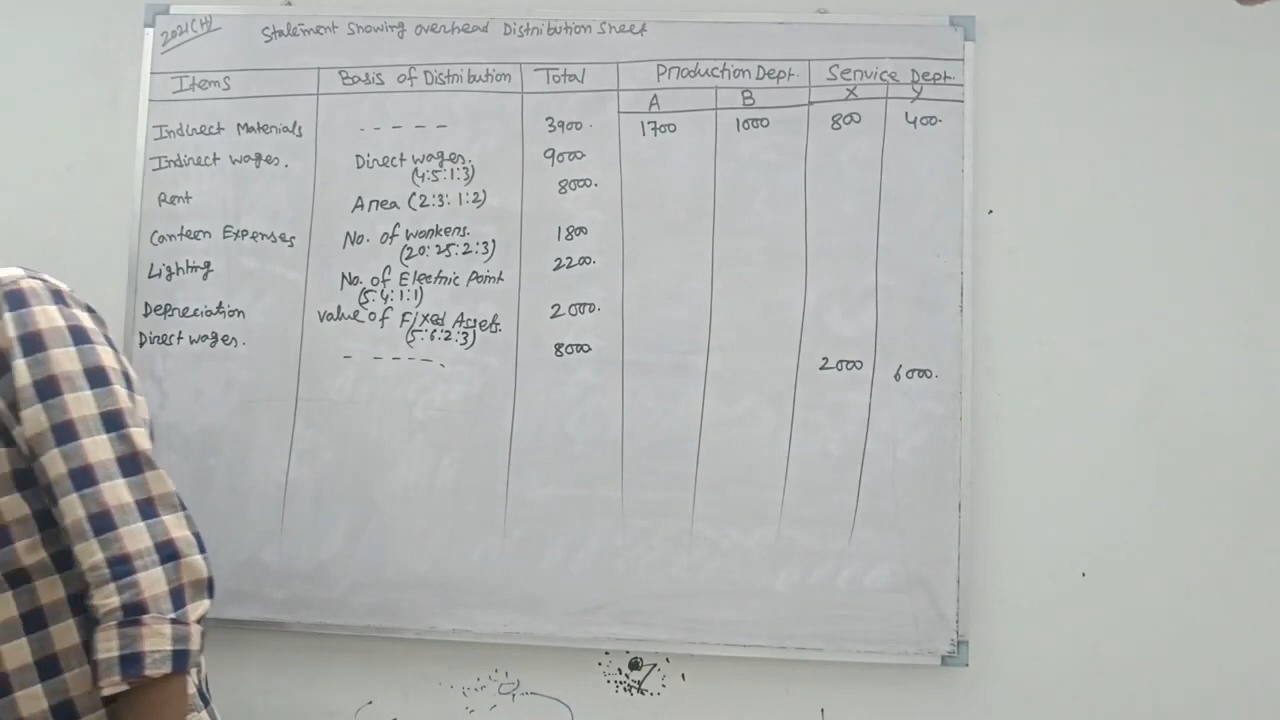 2021(H) Statement Showing overhead Distribution Sheet
Items Basis of Distribution Total Production Dept. Service Dept.
A B X Y
Indirect Materials - - - - - 3900. 1700 1000 800 400.
Indirect wages. Direct wages. 9000
(4:5:1:3)
Rent Area (2:3:1:2) 8000.
Canteen Expenses No. of workers. 1800
(20:25:2:3)
Lighting No. of Electric Point 2200.
(5:4:1:1)
Depreciation value of Fixed Assets. 2000.
(5:6:2:3)
Direct wages. - - - - - - 8000 2000 6000.